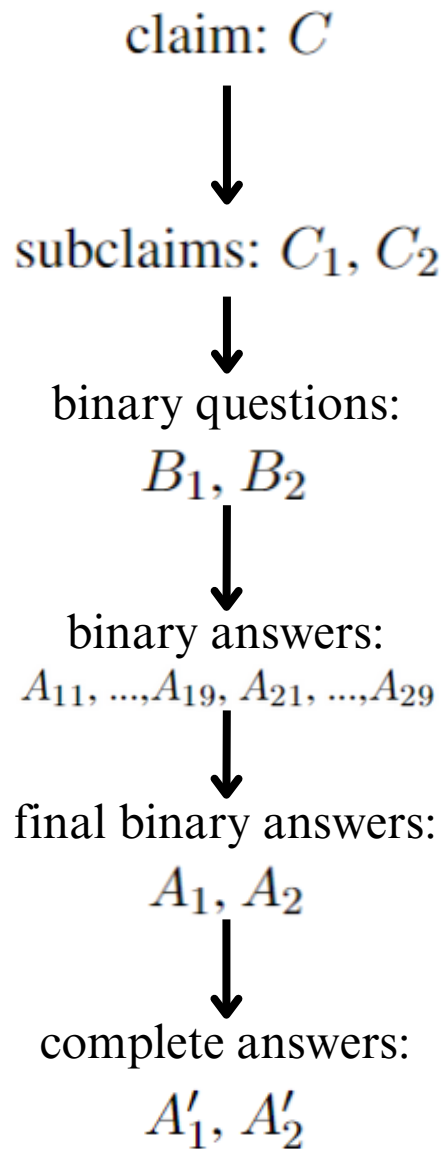 claim: C
subclaims: C₁, C₂
binary questions:
B₁, B₂
binary answers:
A₁₁, ...,A₁₉, A₂₁, ...,A₂₉
final binary answers:
A₁, A₂
complete answers:
A′₁, A′₂